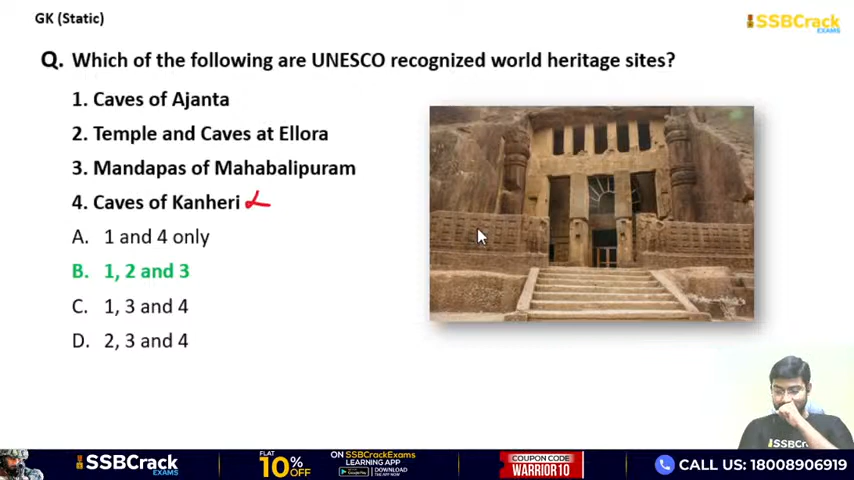 GK (Static)
SSBCrack
EXAMS
Q. Which of the following are UNESCO recognized world heritage sites?
1. Caves of Ajanta
2. Temple and Caves at Ellora
3. Mandapas of Mahabalipuram
4. Caves of Kanheri
A. 1 and 4 only
B. 1, 2 and 3
C. 1, 3 and 4
D. 2, 3 and 4
SSBCrack
EXAMS
SSBCrack
EXAMS
FLAT
10% OFF
ON SSBCrackExams
LEARNING APP
DOWNLOAD
COUPON CODE
WARRIOR10
CALL US: 18008906919